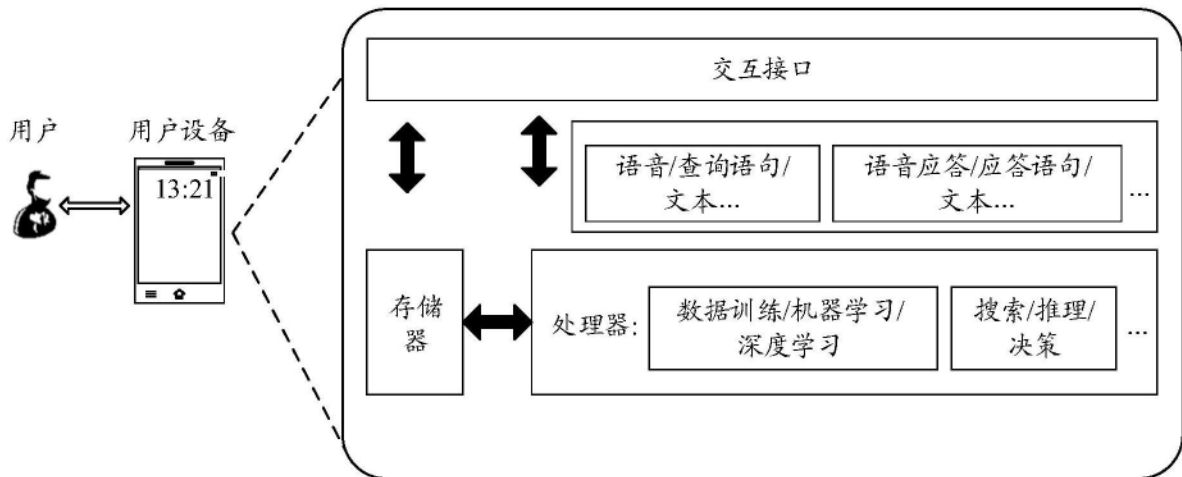 交互接口
用户
用户设备
13:21
语音/查询语句/
文本...
语音应答/应答语句/
文本...
...
存储
器
处理器:
数据训练/机器学习/
深度学习
搜索/推理/
决策
...